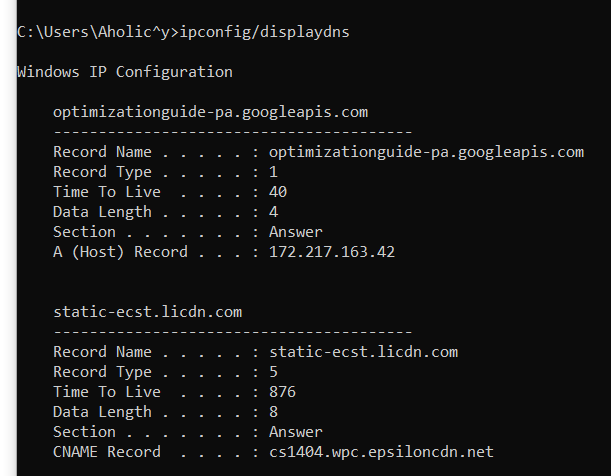 C:\Users\Aholic^y>ipconfig/displaydns
Windows IP Configuration
optimizationguide-pa.googleapis.com
----------------------------------------
Record Name . . . . . : optimizationguide-pa.googleapis.com
Record Type . . . . . : 1
Time To Live  . . . . : 40
Data Length . . . . . : 4
Section . . . . . . . : Answer
A (Host) Record . . . : 172.217.163.42
static-ecst.licdn.com
----------------------------------------
Record Name . . . . . : static-ecst.licdn.com
Record Type . . . . . : 5
Time To Live  . . . . : 876
Data Length . . . . . : 8
Section . . . . . . . : Answer
CNAME Record  . . . . : cs1404.wpc.epsiloncdn.net